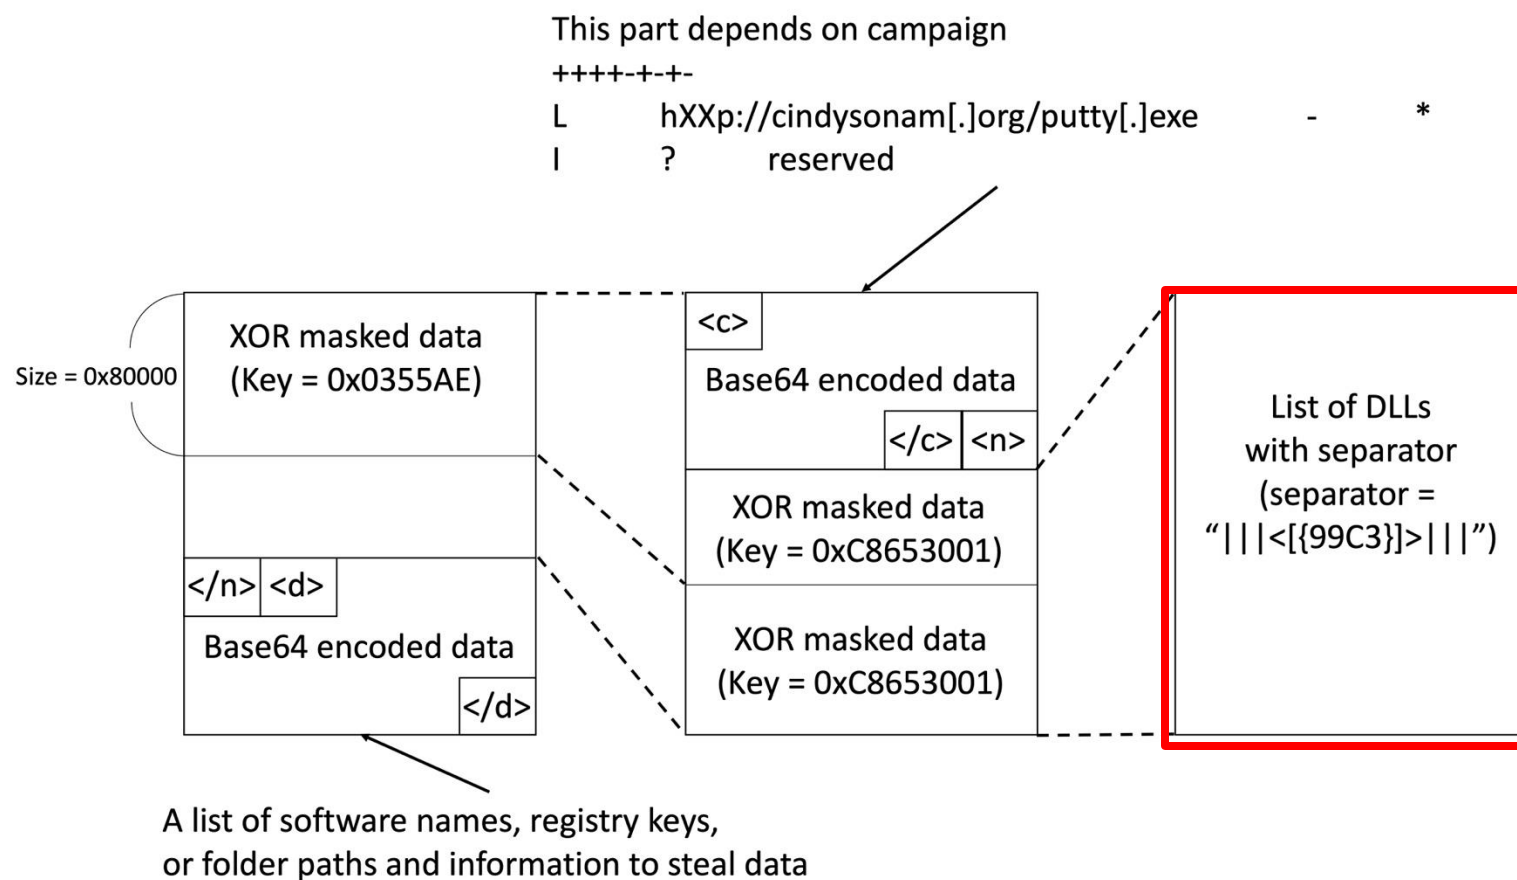 This part depends on campaign
++++-+-+-
L hXXp://cindysonam[.]org/putty[.]exe - *
I ? reserved
Size = 0x80000
XOR masked data
(Key = 0x0355AE)
</n> <d>
Base64 encoded data
</d>
<c>
Base64 encoded data
</c> <n>
XOR masked data
(Key = 0xC8653001)
XOR masked data
(Key = 0xC8653001)
List of DLLs
with separator
(separator =
“|||<[{99C3}]>|||”)
A list of software names, registry keys,
or folder paths and information to steal data